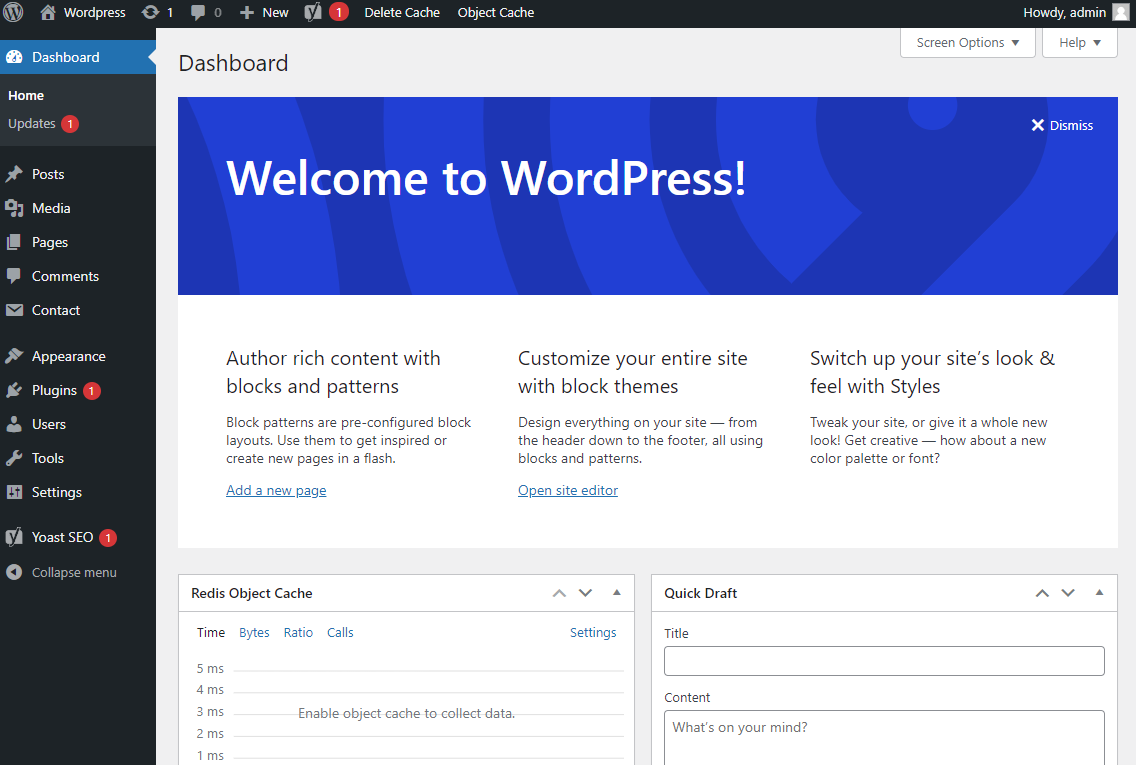 Wordpress 1 0 New 1 Delete Cache Object Cache Howdy, admin
Dashboard
Home
Updates 1
Posts
Media
Pages
Comments
Contact
Appearance
Plugins 1
Users
Tools
Settings
Yoast SEO 1
Collapse menu
Screen Options Help
Dashboard
Dismiss
Welcome to WordPress!
Author rich content with
blocks and patterns
Block patterns are pre-configured block
layouts. Use them to get inspired or
create new pages in a flash.
Add a new page
Customize your entire site
with block themes
Design everything on your site — from
the header down to the footer, all using
blocks and patterns.
Open site editor
Switch up your site’s look &
feel with Styles
Tweak your site, or give it a whole new
look! Get creative — how about a new
color palette or font?
Redis Object Cache
Time Bytes Ratio Calls Settings
5 ms
4 ms
3 ms
Enable object cache to collect data.
2 ms
1 ms
Quick Draft
Title
Content
What’s on your mind?